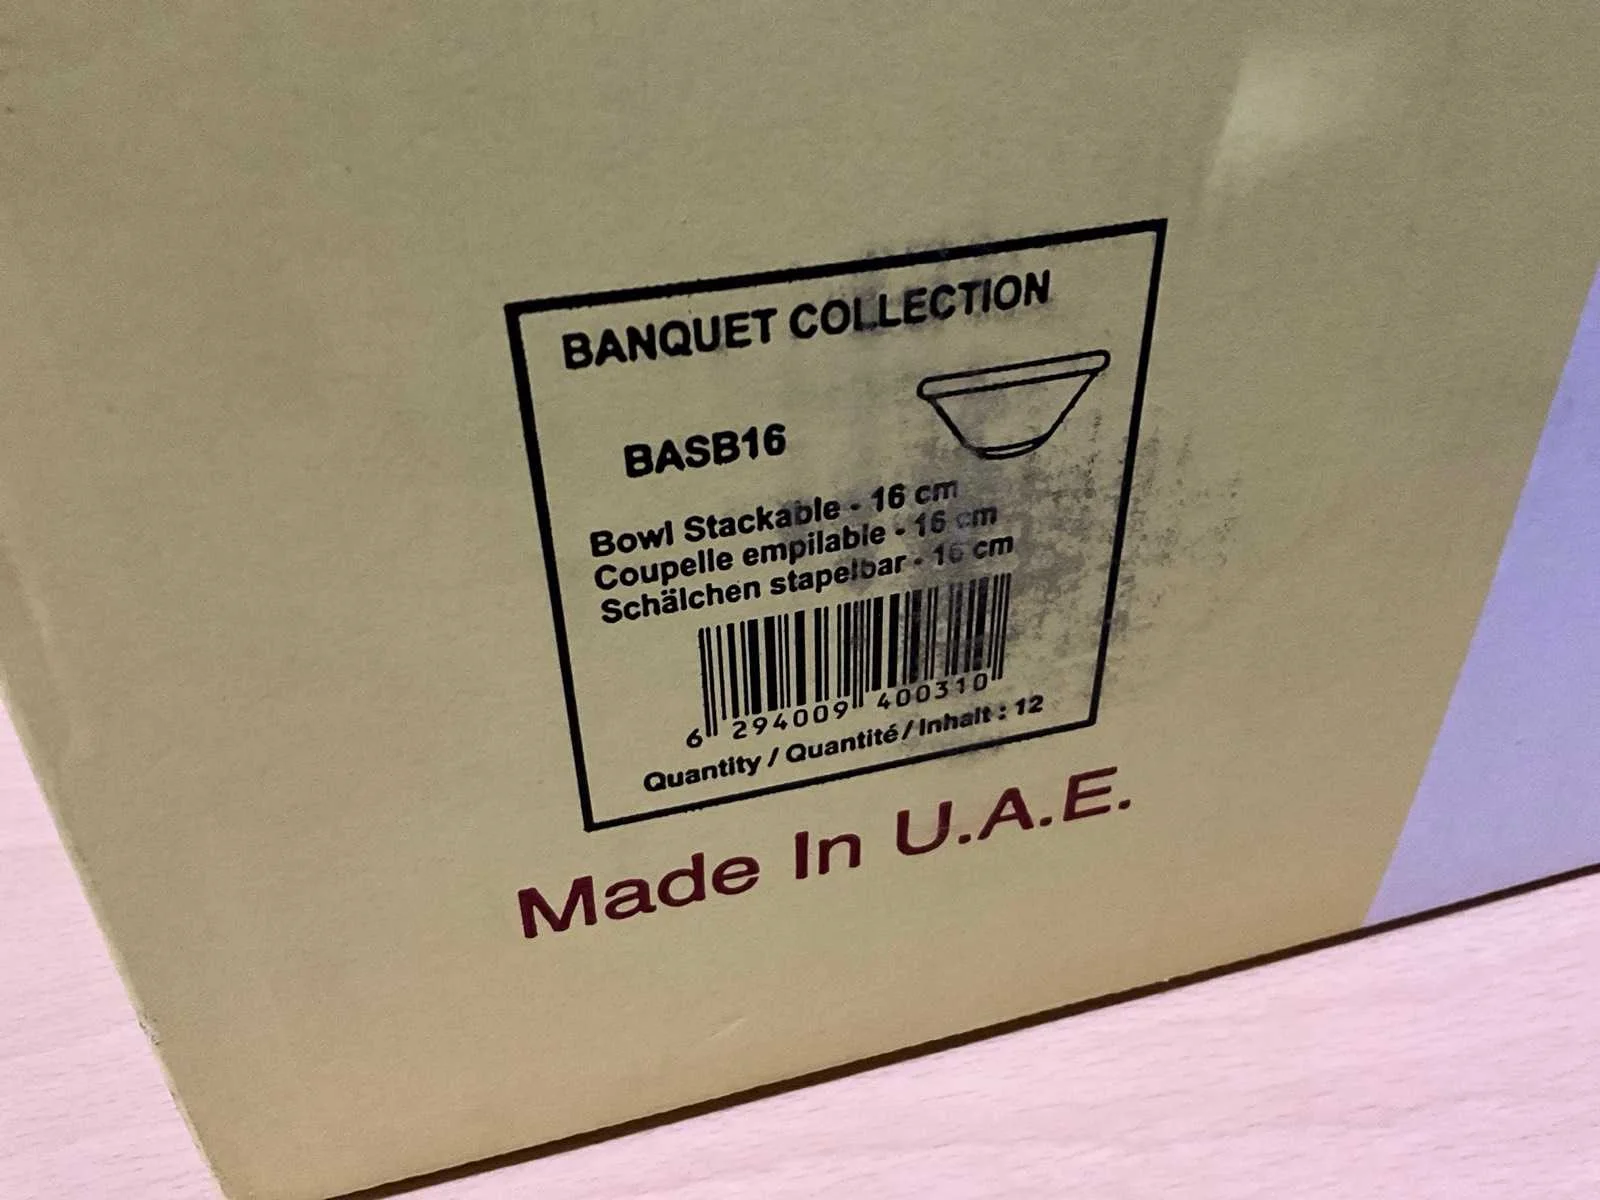 BANQUET COLLECTION
BASB16
Bowl Stackable - 16 cm
Coupelle empilable - 16 cm
Schälchen stapelbar - 16 cm
6 294009 400310
Quantity / Quantité / Inhalt : 12
Made In U.A.E.